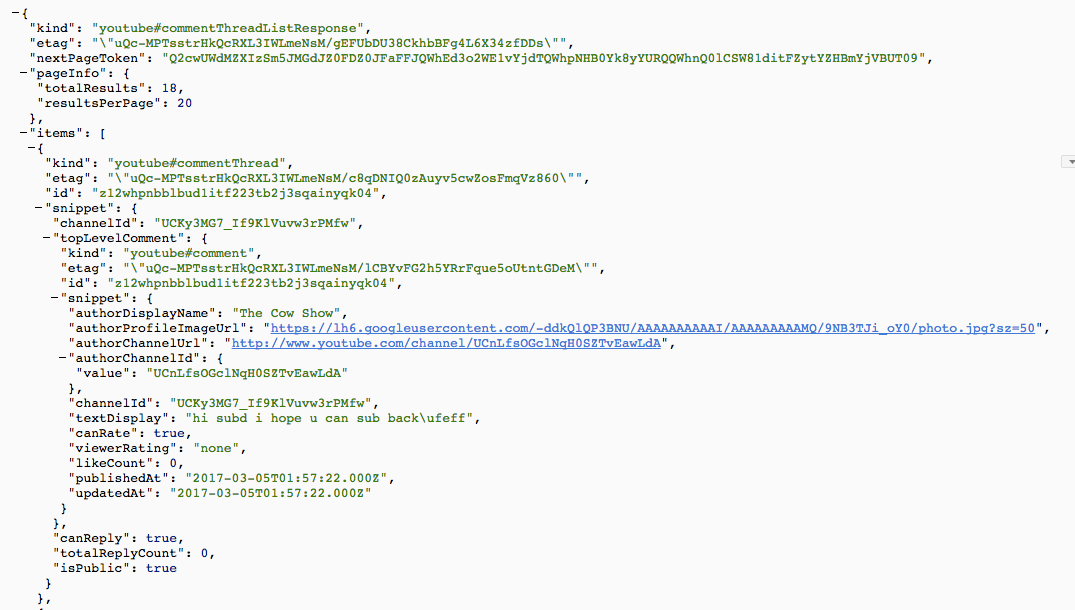 −{
"kind": "youtube#commentThreadListResponse",
"etag": "\"uQc-MPTsstrHkQcRXL3IWLmeNsM/gEFUbDU38CkhbBFg4L6X34zfDDs\"",
"nextPageToken": "Q2cwUWdMZXIzSm5JMGdJZ0FDZ0JFaFFJQWhEd3o2WElvYjdTQWhpNHB0Yk8yYURQQWhnQ0lCSW81ditFZytYZHBmYjVBUT09",
−"pageInfo": {
"totalResults": 18,
"resultsPerPage": 20
},
−"items": [
−{
"kind": "youtube#commentThread",
"etag": "\"uQc-MPTsstrHkQcRXL3IWLmeNsM/c8qDNIQ0zAuyv5cwZosFmqVz860\"",
"id": "z12whpnbblbudlitf223tb2j3sqainyqk04",
−"snippet": {
"channelId": "UCKy3MG7_If9KlVuvw3rPMfw",
−"topLevelComment": {
"kind": "youtube#comment",
"etag": "\"uQc-MPTsstrHkQcRXL3IWLmeNsM/lCBYvFG2h5YRrFque5oUtntGDeM\"",
"id": "z12whpnbblbudlitf223tb2j3sqainyqk04",
−"snippet": {
"authorDisplayName": "The Cow Show",
"authorProfileImageUrl": "https://lh6.googleusercontent.com/-ddkQlQP3BNU/AAAAAAAAAAI/AAAAAAAAAMQ/9NB3TJi_oY0/photo.jpg?sz=50",
"authorChannelUrl": "http://www.youtube.com/channel/UCnLfsOGclNqH0SZTvEawLdA",
−"authorChannelId": {
"value": "UCnLfsOGclNqH0SZTvEawLdA"
},
"channelId": "UCKy3MG7_If9KlVuvw3rPMfw",
"textDisplay": "hi subd i hope u can sub back\ufeff",
"canRate": true,
"viewerRating": "none",
"likeCount": 0,
"publishedAt": "2017-03-05T01:57:22.000Z",
"updatedAt": "2017-03-05T01:57:22.000Z"
}
},
"canReply": true,
"totalReplyCount": 0,
"isPublic": true
}
},